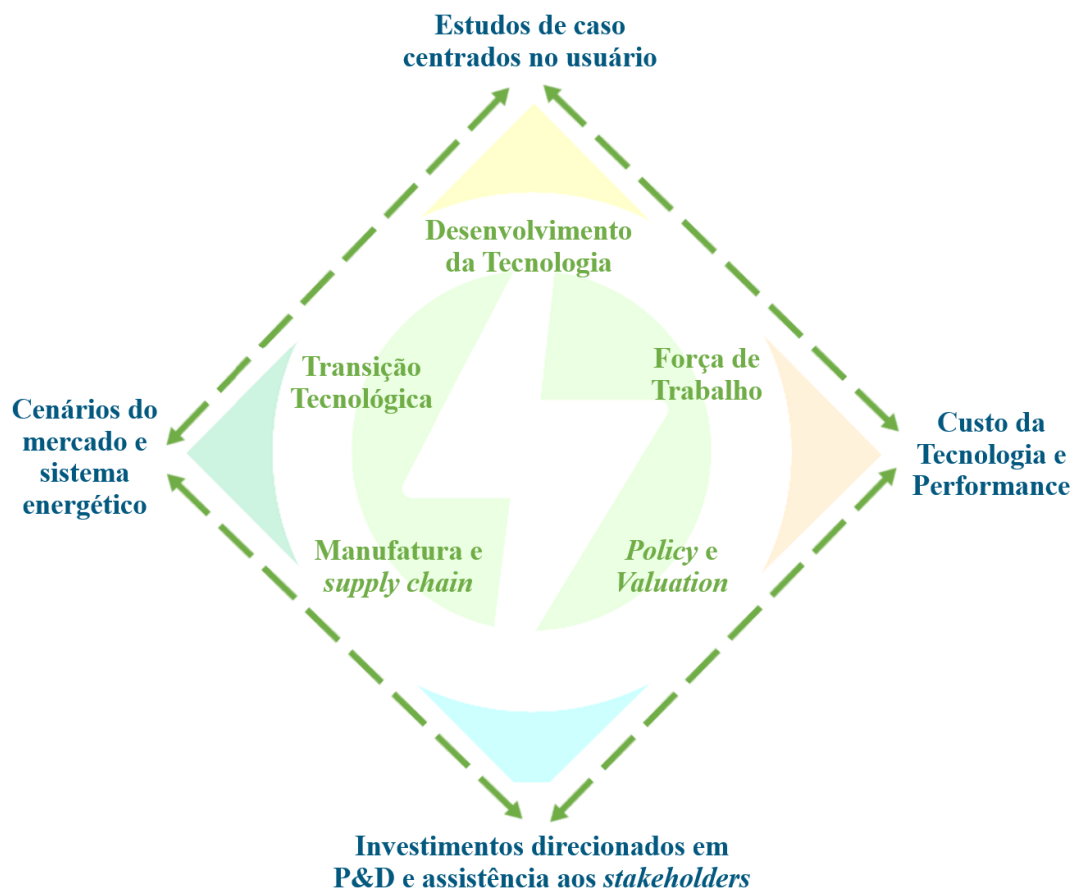 Estudos de caso
centrados no usuário
Desenvolvimento
da Tecnologia
Transição
Tecnológica
Força de
Trabalho
Cenários do
mercado e
sistema
energético
Custo da
Tecnologia e
Performance
Manufatura e
supply chain
Policy e
Valuation
Investimentos direcionados em
P&D e assistência aos stakeholders